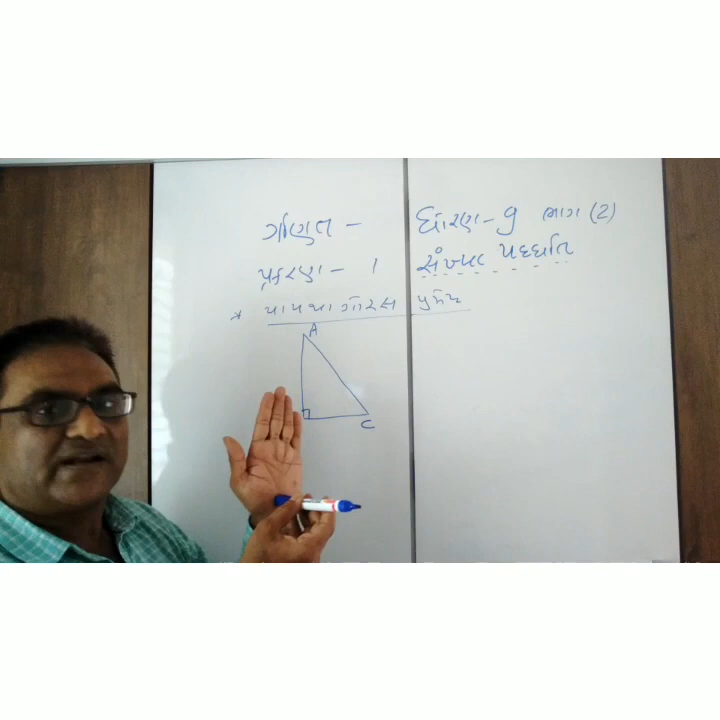 ગણિત - ધોરણ - 9 ભાગ (2)
પ્રકરણ - 1 સંખ્યા પદ્ધતિ
* પાયથાગોરસ પ્રમેય
A
C